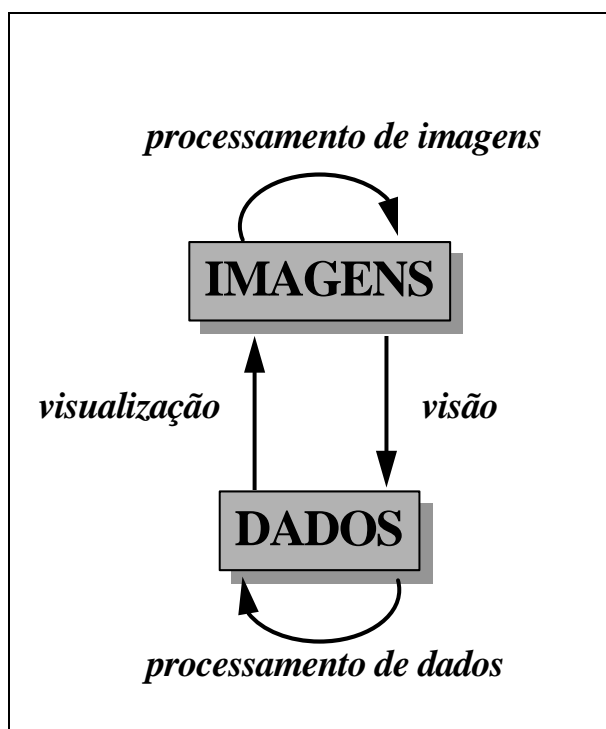 processamento de imagens
IMAGENS
visualização
visão
DADOS
processamento de dados